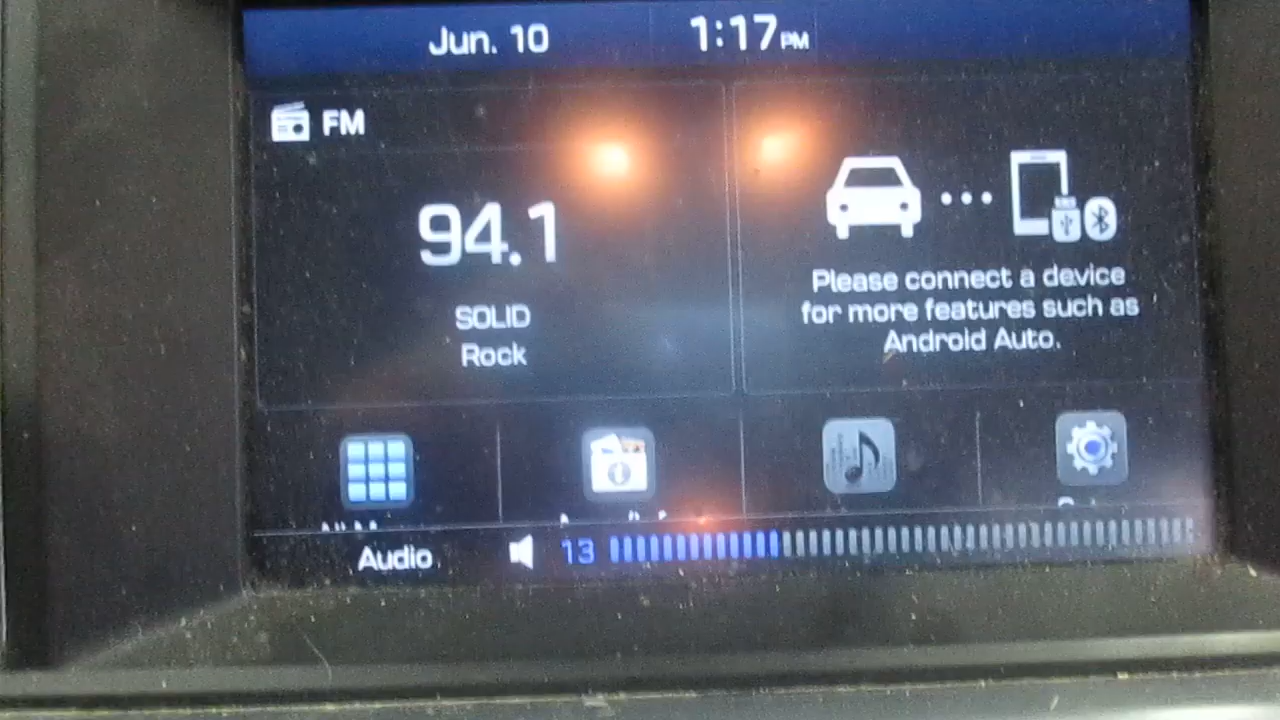 Jun. 10
1:17PM
FM
94.1
SOLID
Rock
Please connect a device
for more features such as
Android Auto.
Audio
13